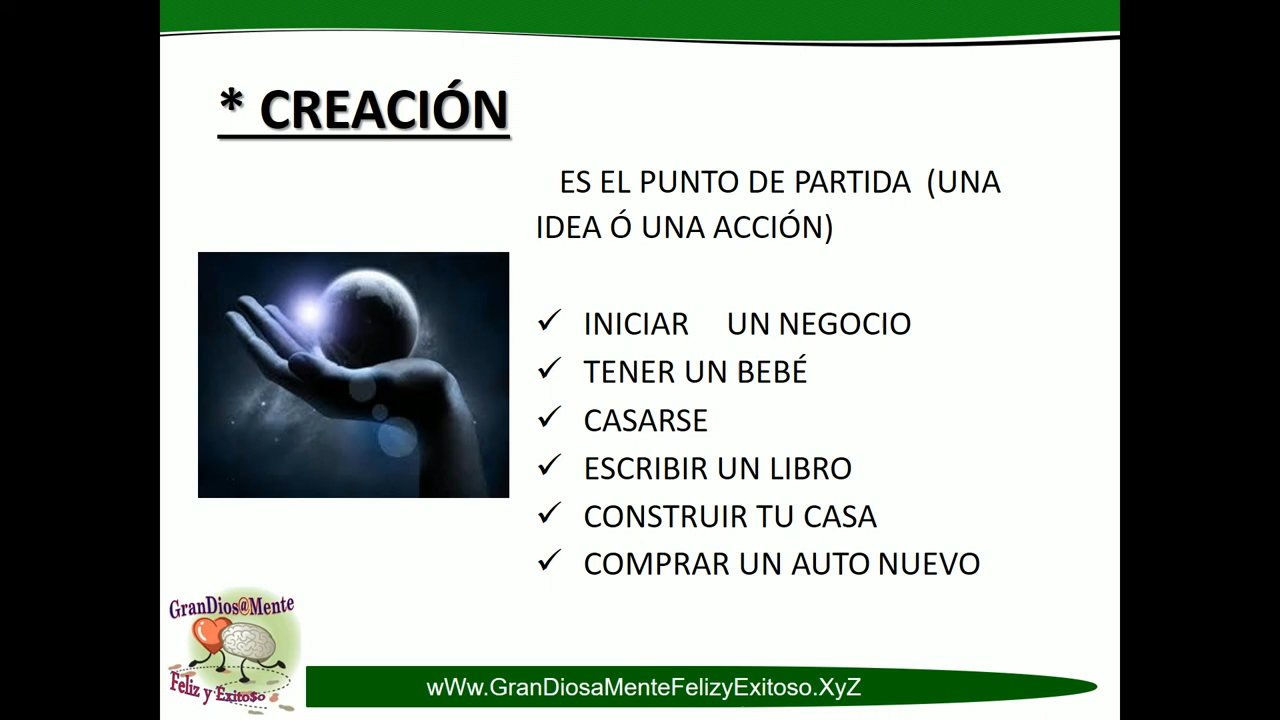 * CREACIÓN
ES EL PUNTO DE PARTIDA (UNA
IDEA Ó UNA ACCIÓN)
✓ INICIAR UN NEGOCIO
✓ TENER UN BEBÉ
✓ CASARSE
✓ ESCRIBIR UN LIBRO
✓ CONSTRUIR TU CASA
✓ COMPRAR UN AUTO NUEVO
GranDios@Mente
Feliz y Exito$o
wWw.GranDiosaMenteFelizyExitoso.XyZ